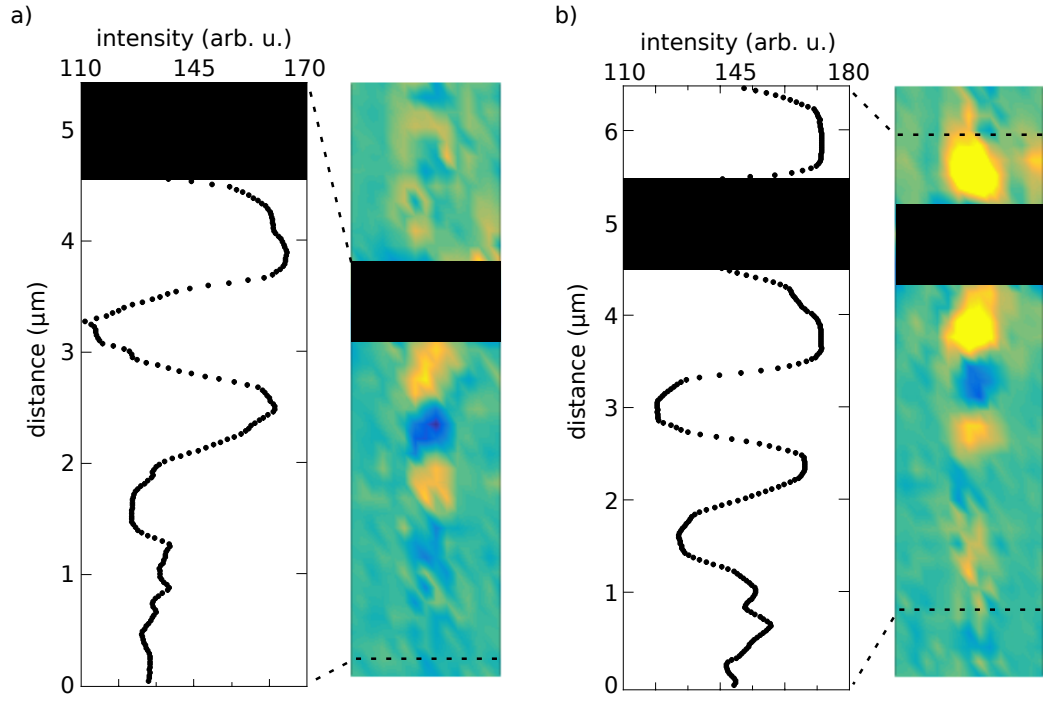 a)
intensity (arb. u.)
110 145 170
distance (μm)
5
4
3
2
1
0
b)
intensity (arb. u.)
110 145 180
distance (μm)
6
5
4
3
2
1
0